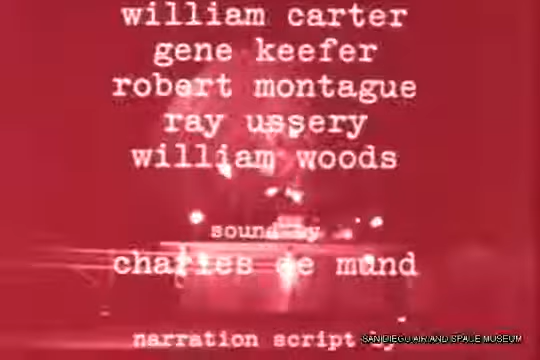 william carter
gene keefer
robert montague
ray ussery
william woods
sound by
charles de mund
narration script by
SAN DIEGO AIR AND SPACE MUSEUM